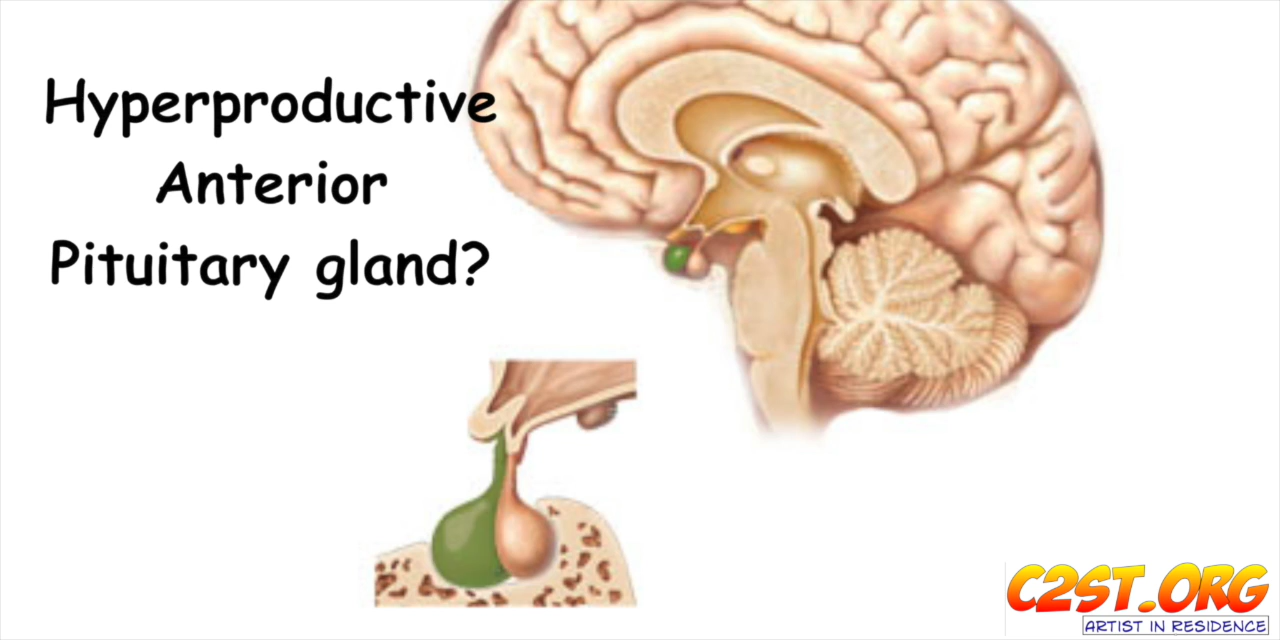 Hyperproductive
Anterior
Pituitary gland?
C2ST.ORG
ARTIST IN RESIDENCE